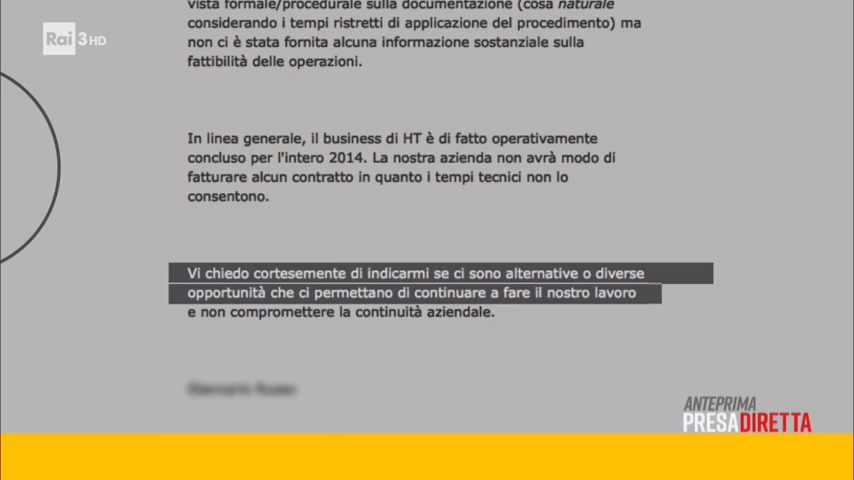 vista formale/procedurale sulla documentazione (cosa naturale
Rai 3HD
considerando i tempi ristretti di applicazione del procedimento) ma
non ci è stata fornita alcuna informazione sostanziale sulla
fattibilità delle operazioni.
In linea generale, il business di HT è di fatto operativamente
concluso per l'intero 2014. La nostra azienda non avrà modo di
fatturare alcun contratto in quanto i tempi tecnici non lo
consentono.
Vi chiedo cortesemente di indicarmi se ci sono alternative o diverse
opportunità che ci permettano di continuare a fare il nostro lavoro
e non compromettere la continuità aziendale.
ANTEPRIMA
PRESADIRETTA